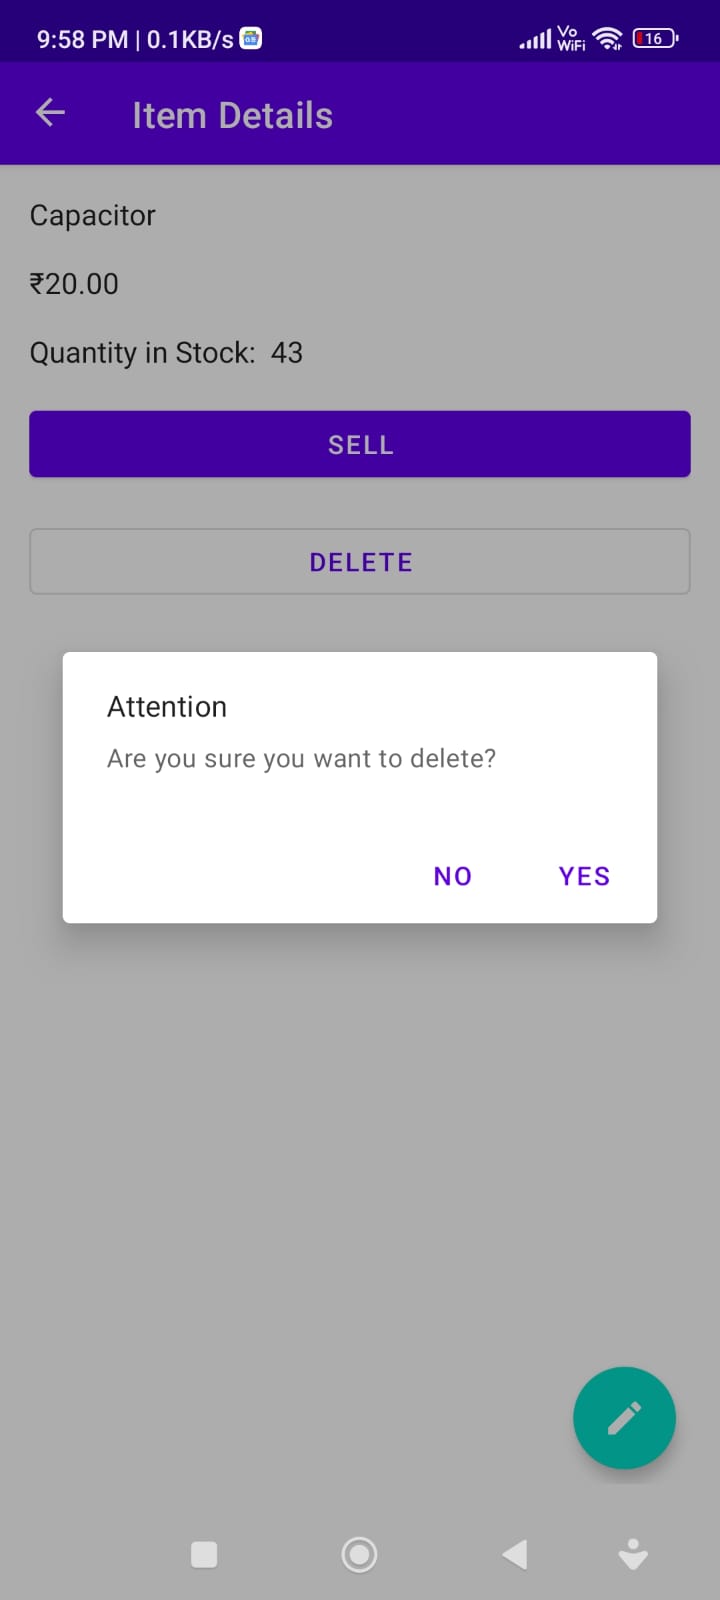 9:58 PM | 0.1KB/s
Vo
WiFi
16
Item Details
Capacitor
₹20.00
Quantity in Stock:  43
SELL
DELETE
Attention
Are you sure you want to delete?
NO
YES